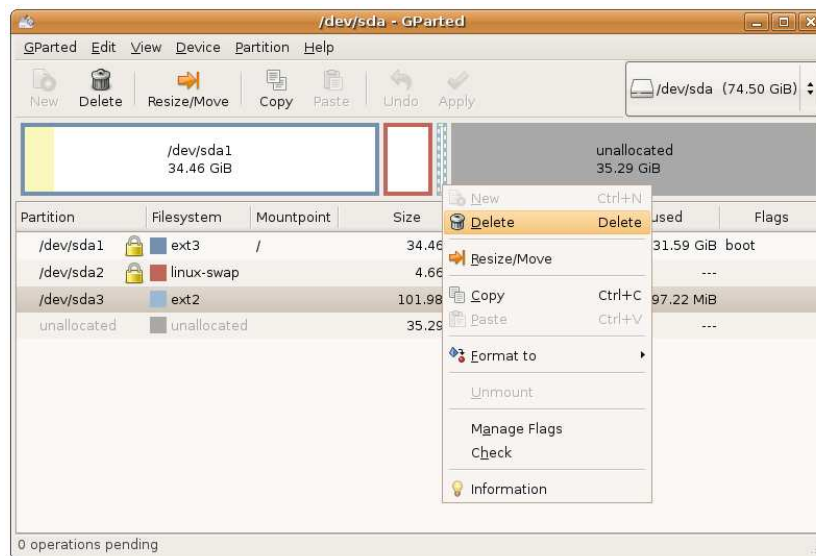 /dev/sda - GParted
GParted Edit View Device Partition Help
New Delete Resize/Move Copy Paste Undo Apply /dev/sda (74.50 GiB)
/dev/sda1
34.46 GiB
unallocated
35.29 GiB
Partition Filesystem Mountpoint Size used Flags
/dev/sda1 ext3 / 34.46 31.59 GiB boot
/dev/sda2 linux-swap 4.66 ---
/dev/sda3 ext2 101.98 97.22 MiB
unallocated unallocated 35.29 ---
New Ctrl+N
Delete Delete
Resize/Move
Copy Ctrl+C
Paste Ctrl+V
Format to
Unmount
Manage Flags
Check
Information
0 operations pending